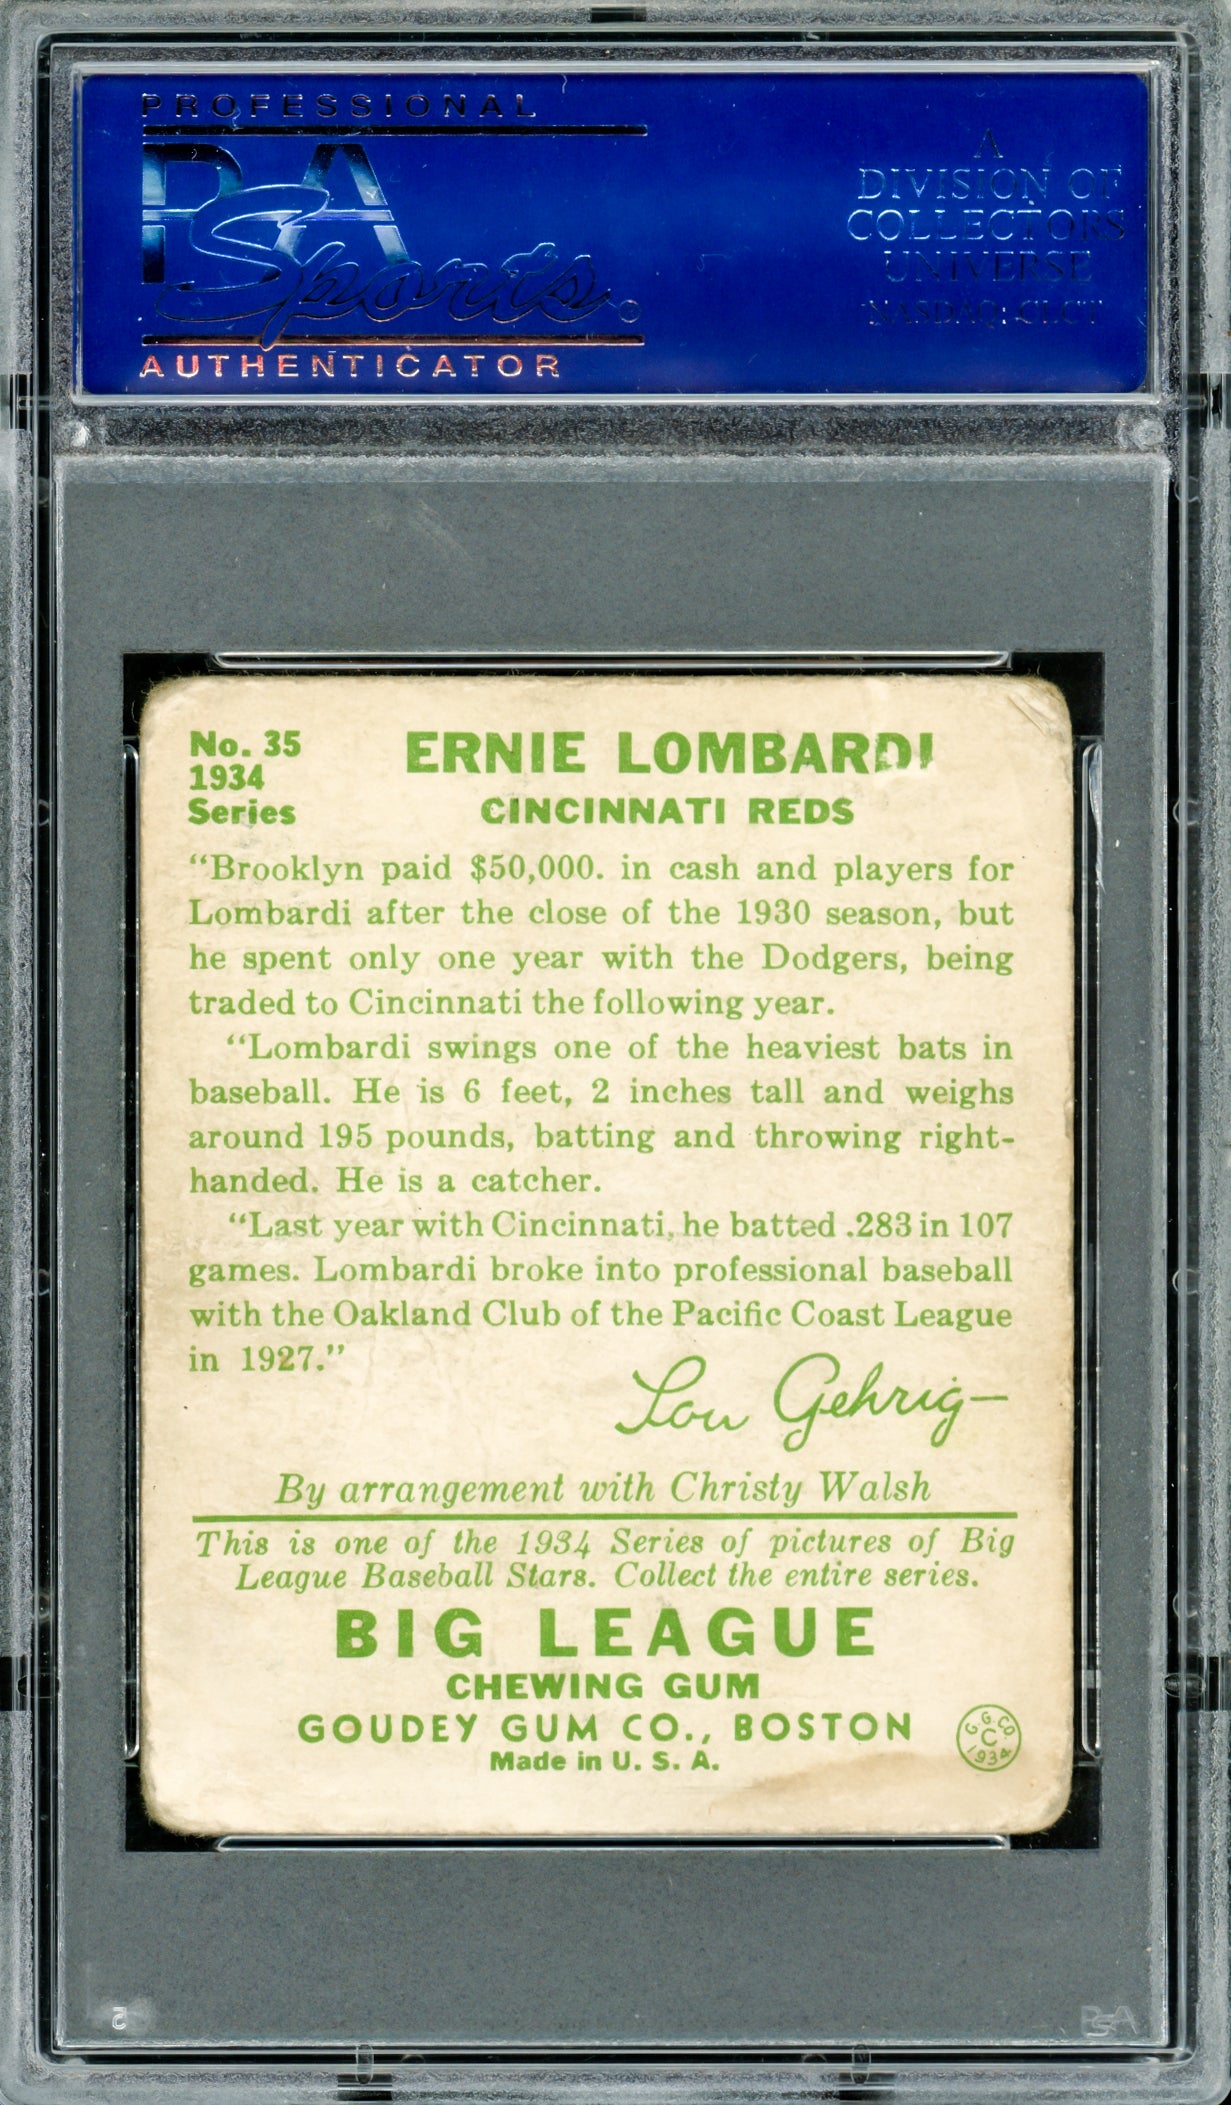 PROFESSIONAL
PSA
Sports
AUTHENTICATOR
A
DIVISION OF
COLLECTORS
UNIVERSE
NASDAQ: CLCT
No. 35
1934
Series
ERNIE LOMBARDI
CINCINNATI REDS
“Brooklyn paid $50,000. in cash and players for
Lombardi after the close of the 1930 season, but
he spent only one year with the Dodgers, being
traded to Cincinnati the following year.
“Lombardi swings one of the heaviest bats in
baseball. He is 6 feet, 2 inches tall and weighs
around 195 pounds, batting and throwing right-
handed. He is a catcher.
“Last year with Cincinnati, he batted .283 in 107
games. Lombardi broke into professional baseball
with the Oakland Club of the Pacific Coast League
in 1927.”
Lou Gehrig—
By arrangement with Christy Walsh
This is one of the 1934 Series of pictures of Big
League Baseball Stars. Collect the entire series.
BIG LEAGUE
CHEWING GUM
GOUDEY GUM CO., BOSTON
Made in U. S. A.
G. G. CO.
C
1934
5
PSA